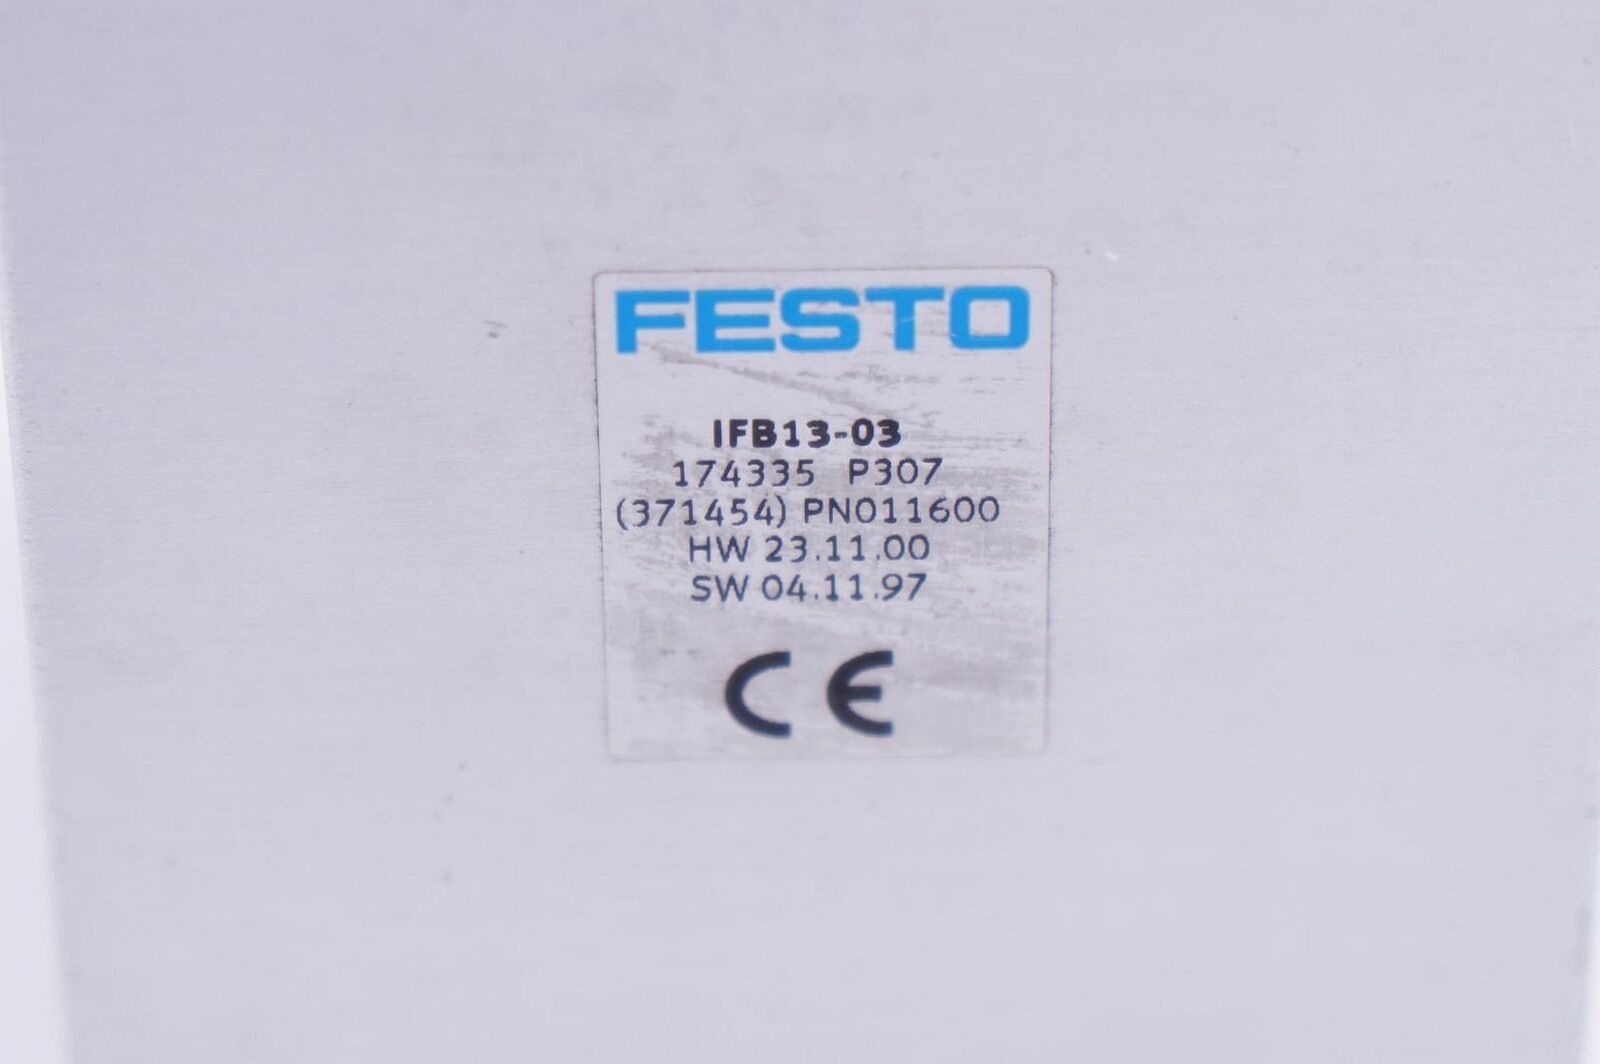 FESTO
IFB13-03
174335 P307
(371454) PN011600
HW 23.11.00
SW 04.11.97
CE